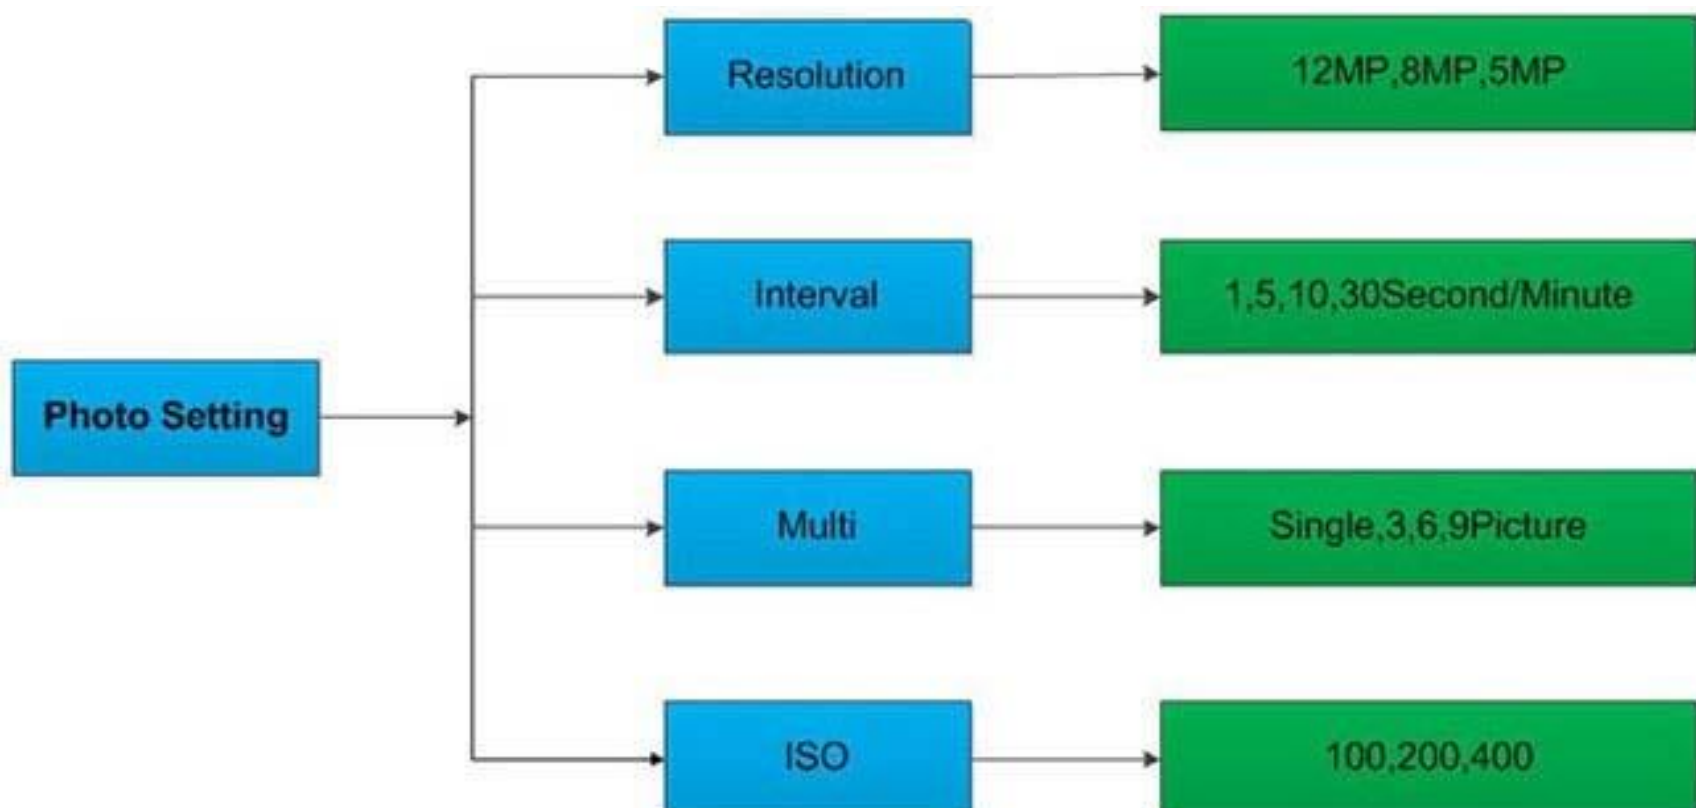 Resolution
12MP,8MP,5MP
Interval
1,5,10,30Second/Minute
Photo Setting
Multi
Single,3,6,9Picture
ISO
100,200,400